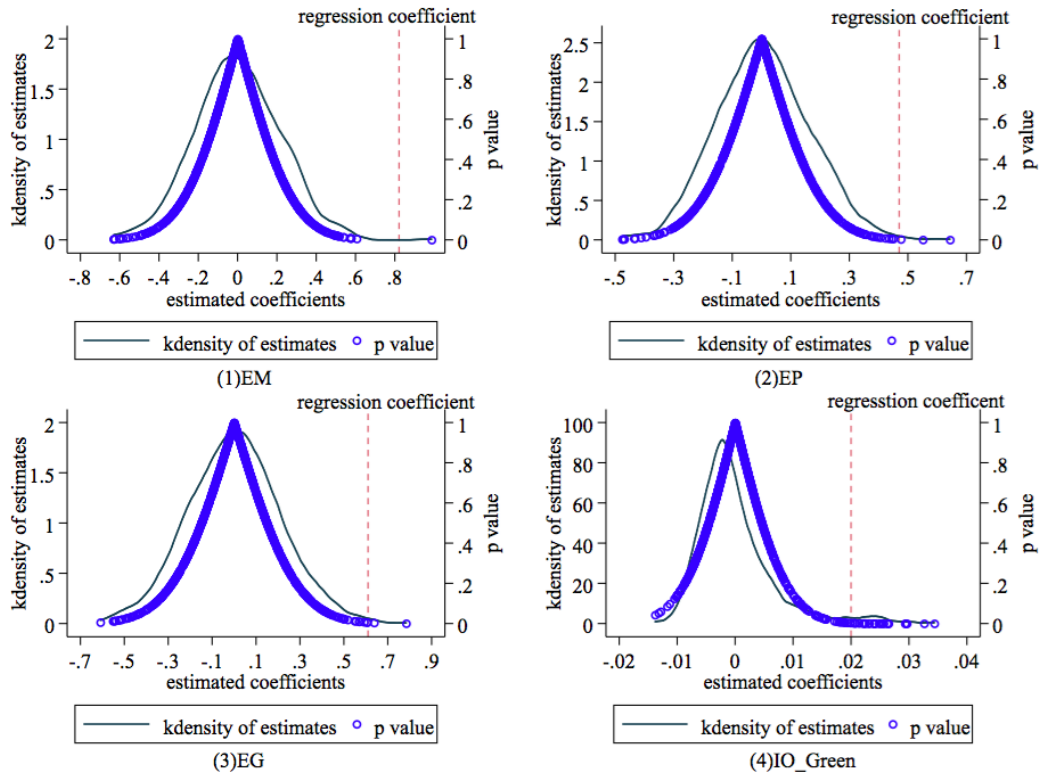 regression coefficient
2
1.5
1
.5
0
kdensity of estimates
1
.8
.6
.4
.2
0
p value
-.8 -.6 -.4 -.2 0 .2 .4 .6 .8 1
estimated coefficients
kdensity of estimates p value
(1)EM
regression coefficient
2.5
2
1.5
1
.5
0
kdensity of estimates
1
.8
.6
.4
.2
0
p value
-.5 -.3 -.1 .1 .3 .5 .7
estimated coefficients
kdensity of estimates p value
(2)EP
regression coefficient
2
1.5
1
.5
0
kdensity of estimates
1
.8
.6
.4
.2
0
p value
-.7 -.5 -.3 -.1 .1 .3 .5 .7 .9
estimated coefficients
kdensity of estimates p value
(3)EG
regresstion coefficent
100
80
60
40
20
0
kdensity of estimates
1
.8
.6
.4
.2
0
p value
-.02 -.01 0 .01 .02 .03 .04
estimated coefficients
kdensity of estimates p value
(4)IO_Green